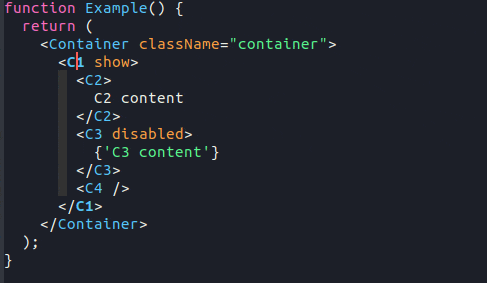 function Example() {
  return (
    <Container className="container">
      <C1 show>
        <C2>
          C2 content
        </C2>
        <C3 disabled>
          {'C3 content'}
        </C3>
        <C4 />
      </C1>
    </Container>
  );
}